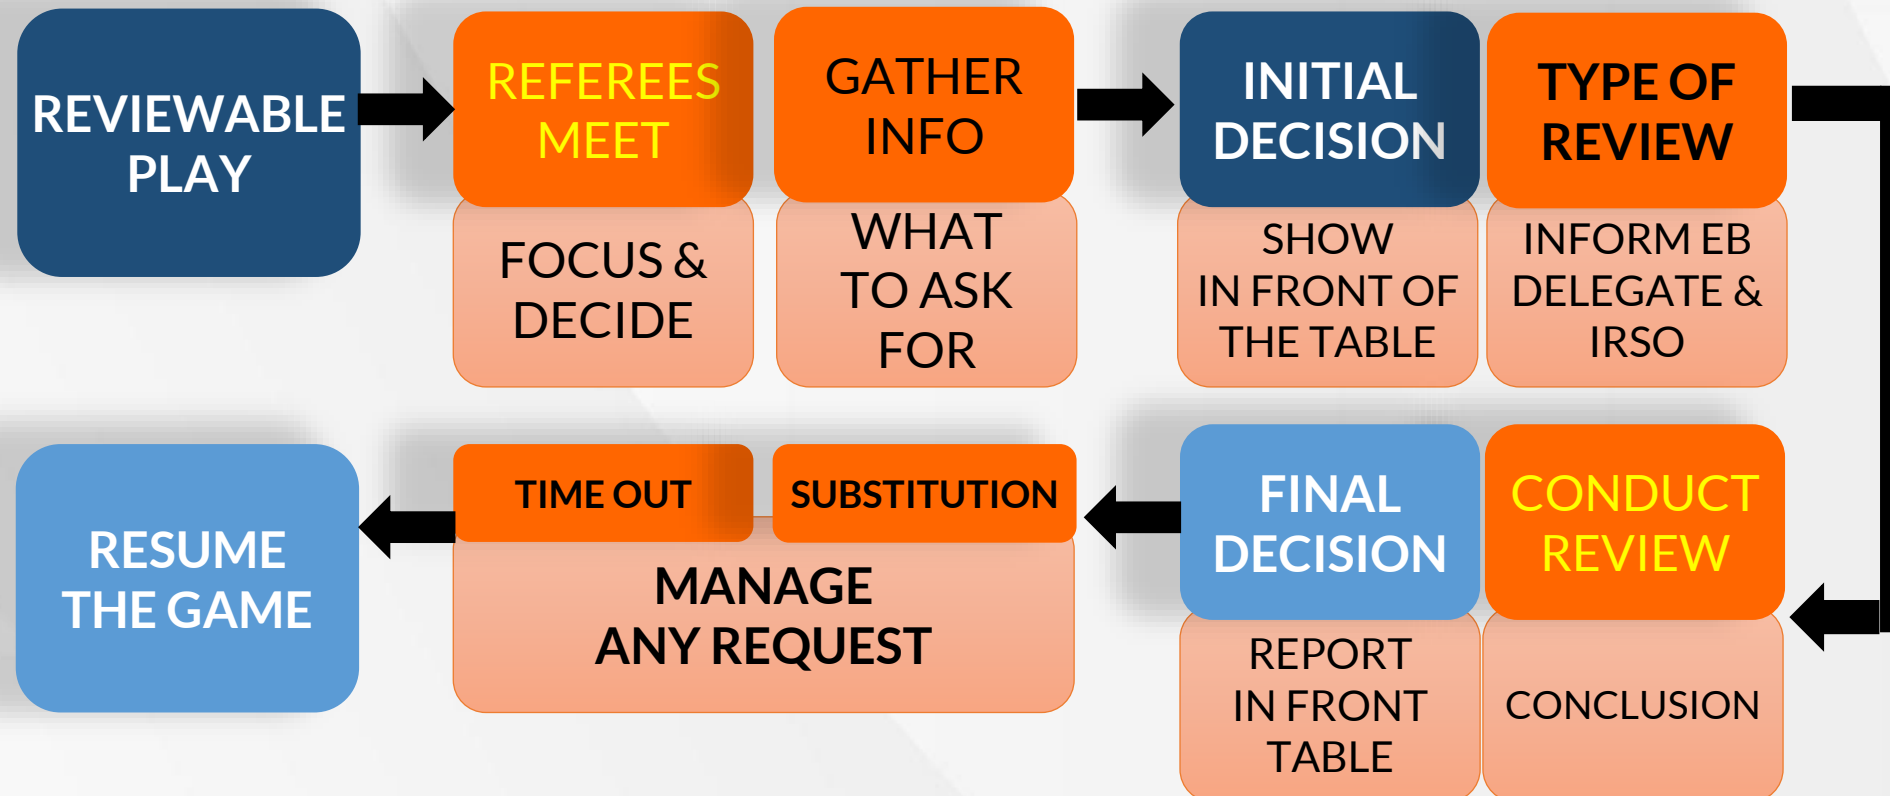 REVIEWABLE
PLAY
REFEREES
MEET
FOCUS &
DECIDE
GATHER
INFO
WHAT
TO ASK
FOR
INITIAL
DECISION
SHOW
IN FRONT OF
THE TABLE
TYPE OF
REVIEW
INFORM EB
DELEGATE &
IRSO
CONDUCT
REVIEW
CONCLUSION
FINAL
DECISION
REPORT
IN FRONT
TABLE
TIME OUT
SUBSTITUTION
MANAGE
ANY REQUEST
RESUME
THE GAME